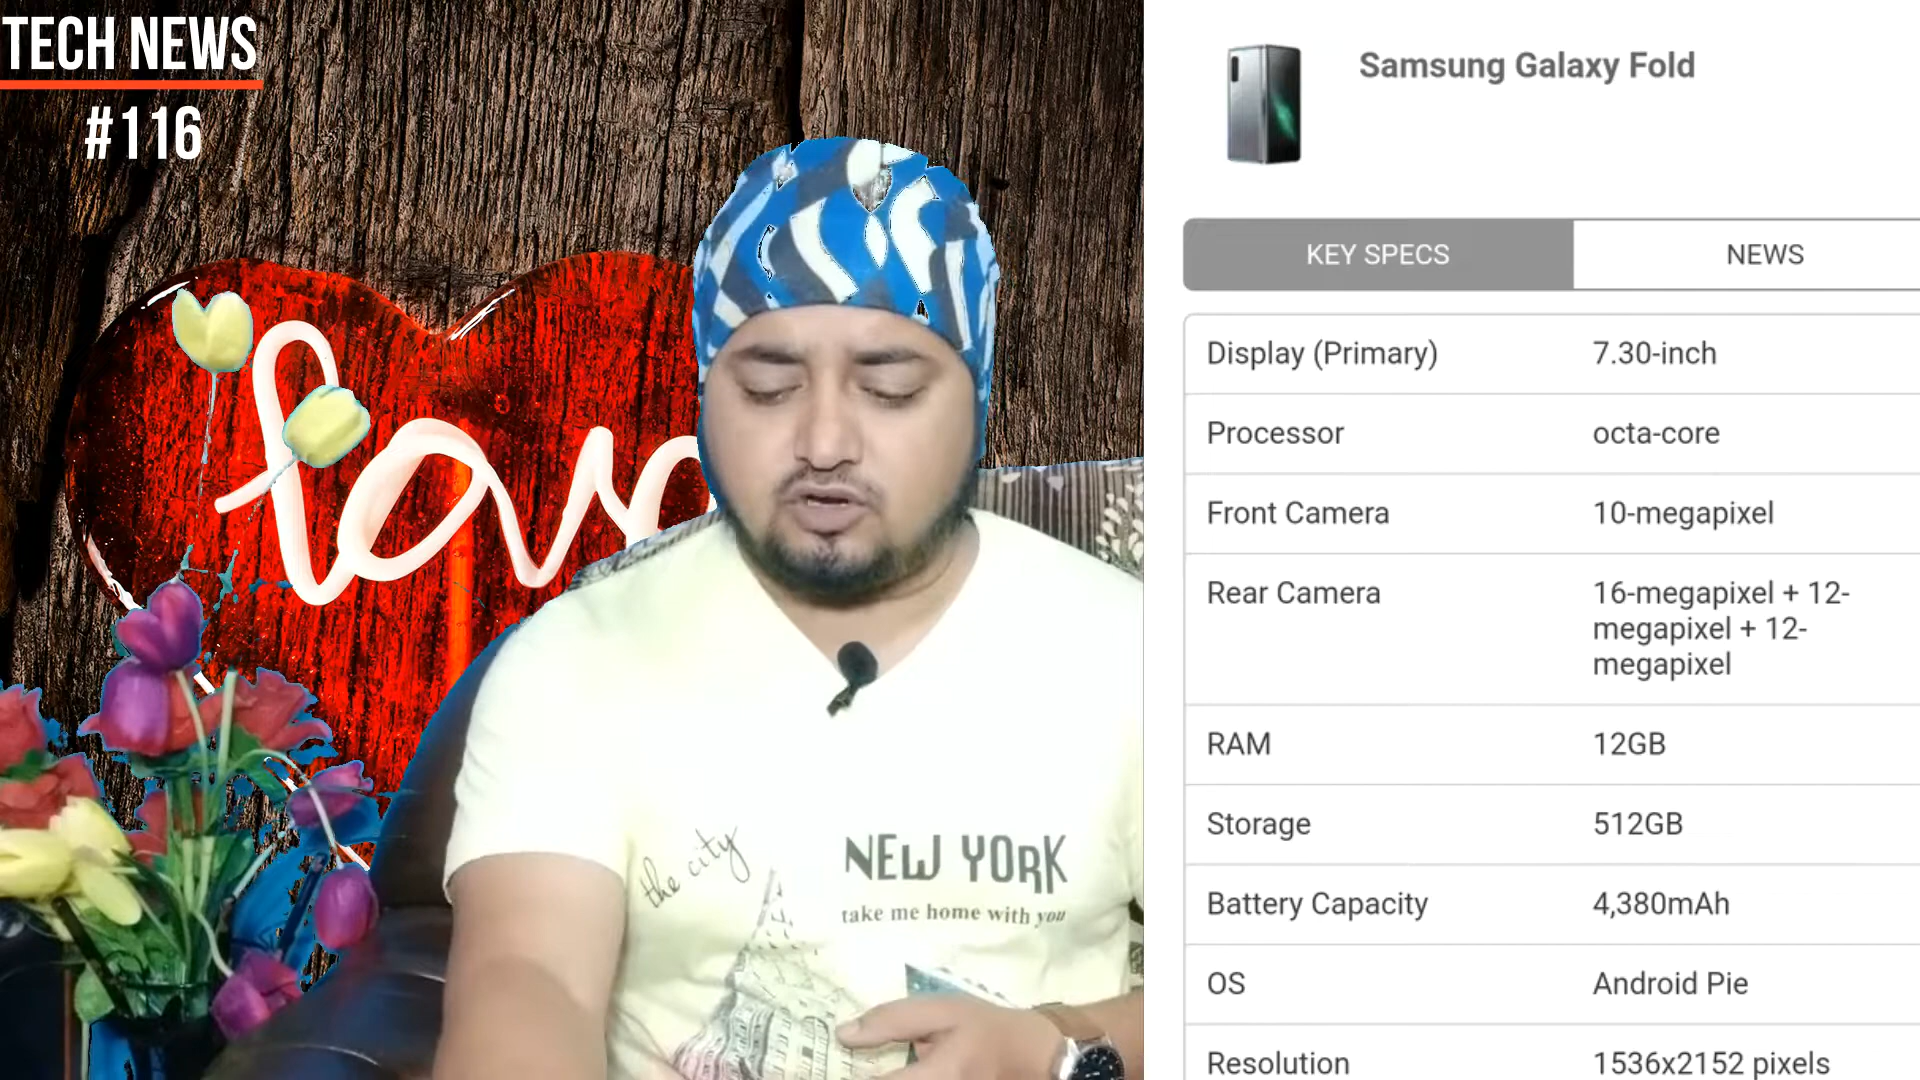 TECH NEWS
#116
love
the city
NEW YORK
take me home with you
Samsung Galaxy Fold
KEY SPECS
NEWS
Display (Primary) 7.30-inch
Processor octa-core
Front Camera 10-megapixel
Rear Camera 16-megapixel + 12-
megapixel + 12-
megapixel
RAM 12GB
Storage 512GB
Battery Capacity 4,380mAh
OS Android Pie
Resolution 1536x2152 pixels